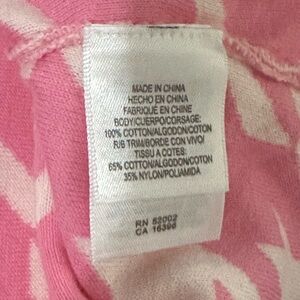 MADE IN CHINA
HECHO EN CHINA
FABRIQUÉ EN CHINE
BODY/CUERPO/CORSAGE:
100% COTTON/ALGODON/COTON
R/B TRIM/BORDE CON VIVO/
TISSU A COTES:
65% COTTON/ALGODON/COTON
35% NYLON/POLIAMIDA
RN 52002
CA 16396